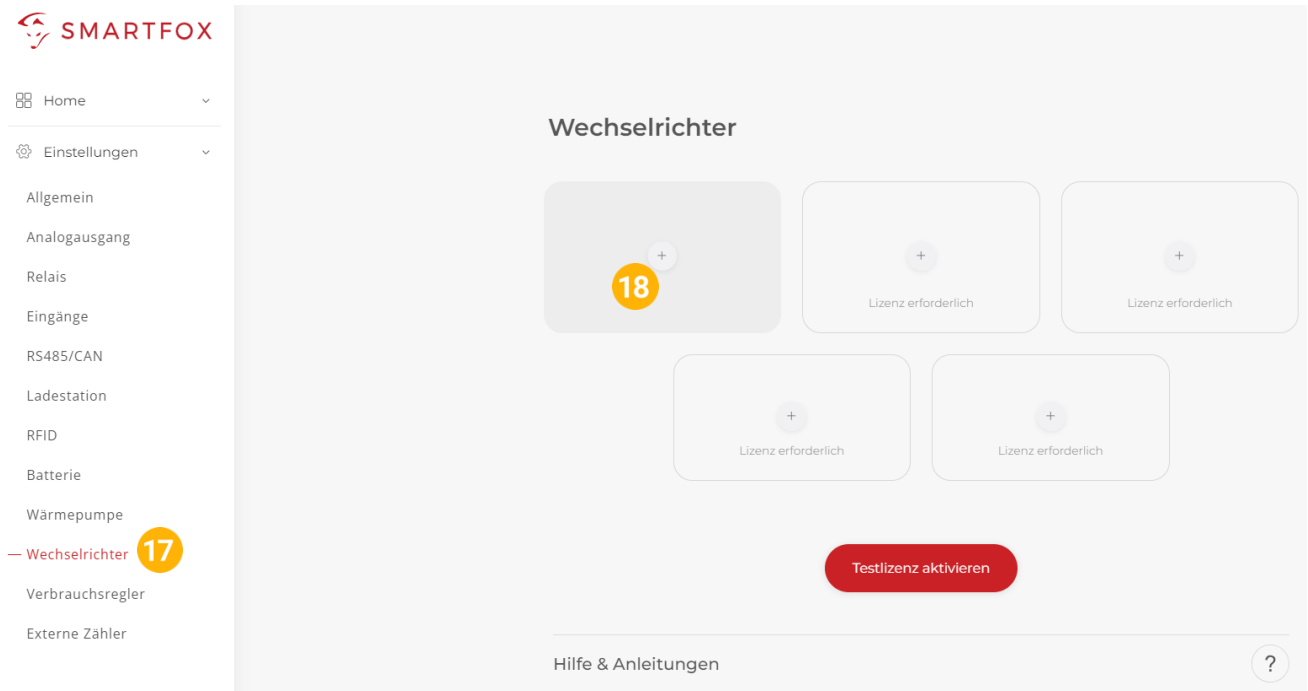 SMARTFOX
Home
Einstellungen
Allgemein
Analogausgang
Relais
Eingänge
RS485/CAN
Ladestation
RFID
Batterie
Wärmepumpe
Wechselrichter 17
Verbrauchsregler
Externe Zähler
Wechselrichter
+ + +
18
Lizenz erforderlich Lizenz erforderlich
+ +
Lizenz erforderlich Lizenz erforderlich
Testlizenz aktivieren
Hilfe & Anleitungen ?